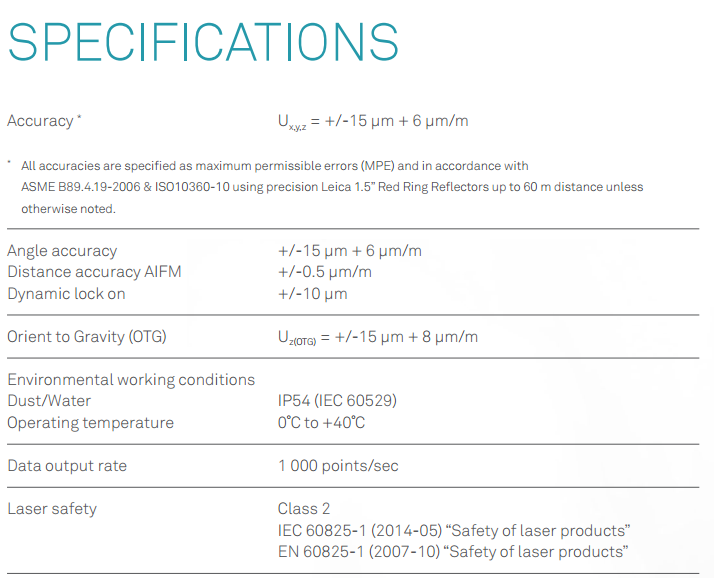 SPECIFICATIONS
Accuracy * Ux,y,z = +/-15 µm + 6 µm/m
* All accuracies are specified as maximum permissible errors (MPE) and in accordance with
ASME B89.4.19-2006 & ISO10360-10 using precision Leica 1.5” Red Ring Reflectors up to 60 m distance unless
otherwise noted.
Angle accuracy +/-15 µm + 6 µm/m
Distance accuracy AIFM +/-0.5 µm/m
Dynamic lock on +/-10 µm
Orient to Gravity (OTG) Uz(OTG) = +/-15 µm + 8 µm/m
Environmental working conditions
Dust/Water IP54 (IEC 60529)
Operating temperature 0°C to +40°C
Data output rate 1 000 points/sec
Laser safety Class 2
IEC 60825-1 (2014-05) “Safety of laser products”
EN 60825-1 (2007-10) “Safety of laser products”